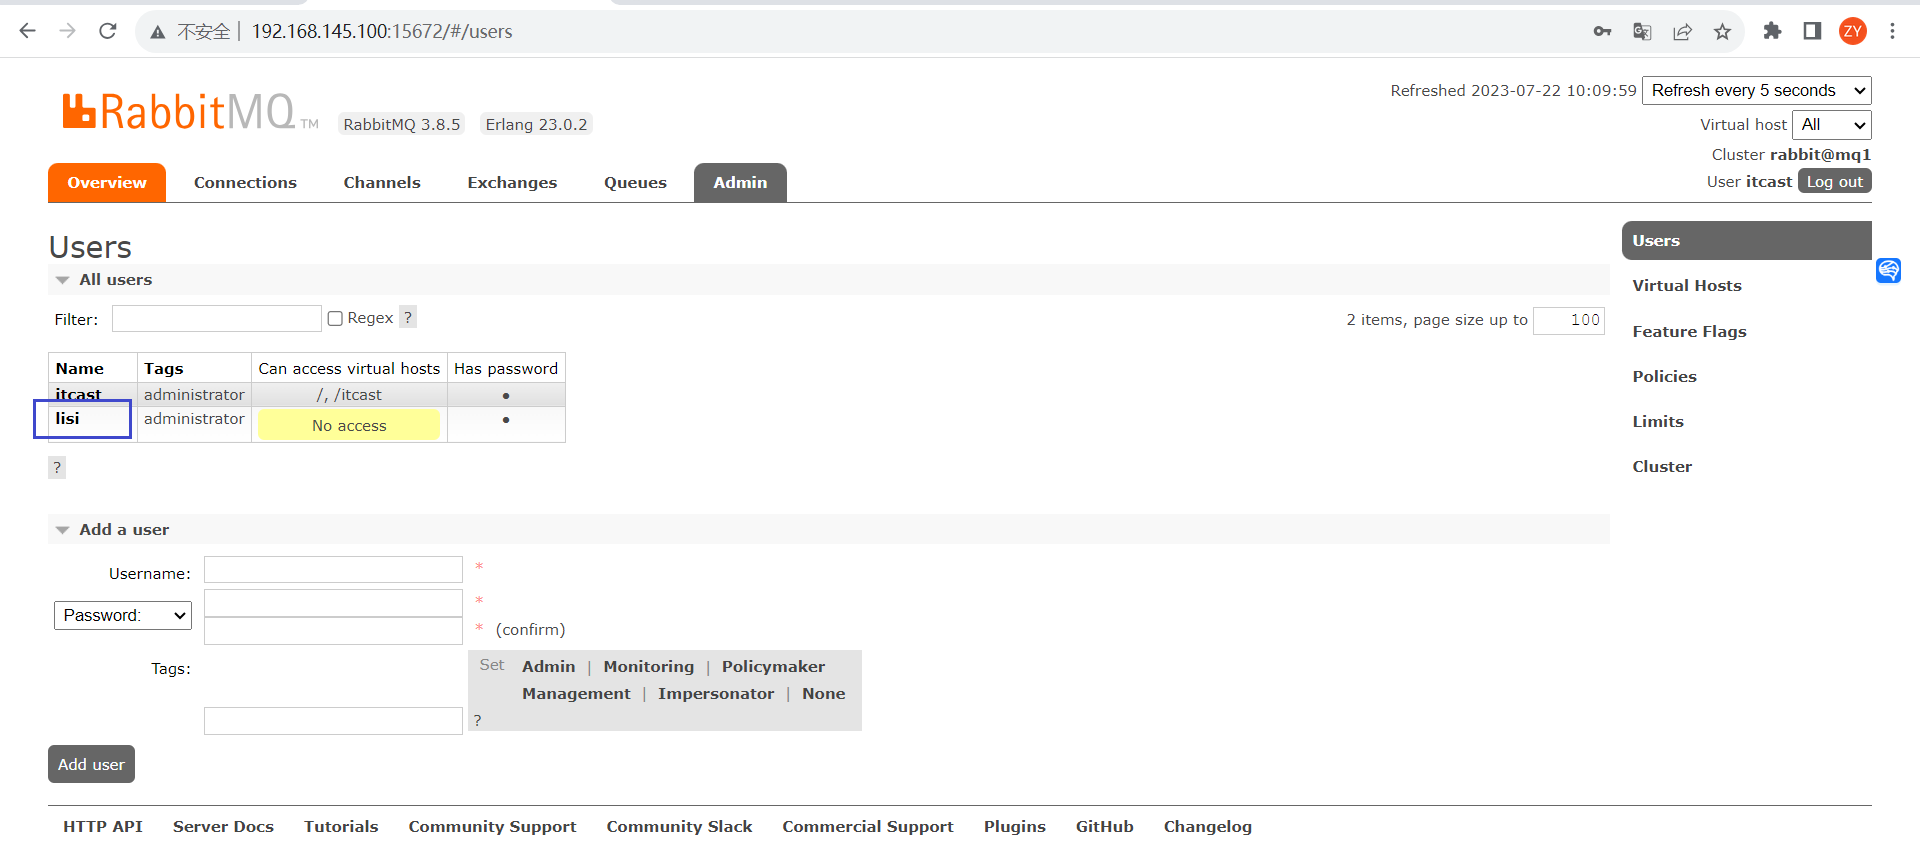 不安全 192.168.145.100:15672/#/users ZY
RabbitMQ TM RabbitMQ 3.8.5 Erlang 23.0.2
Refreshed 2023-07-22 10:09:59 Refresh every 5 seconds
Virtual host All
Cluster rabbit@mq1
User itcast Log out
Overview Connections Channels Exchanges Queues Admin
Users
All users
Filter: Regex ?
2 items, page size up to 100
Name Tags Can access virtual hosts Has password
itcast administrator /, /itcast ●
lisi administrator No access ●
?
Add a user
Username: *
Password: *
* (confirm)
Tags:
Set Admin | Monitoring | Policymaker
Management | Impersonator | None
?
Add user
Users
Virtual Hosts
Feature Flags
Policies
Limits
Cluster
HTTP API Server Docs Tutorials Community Support Community Slack Commercial Support Plugins GitHub Changelog